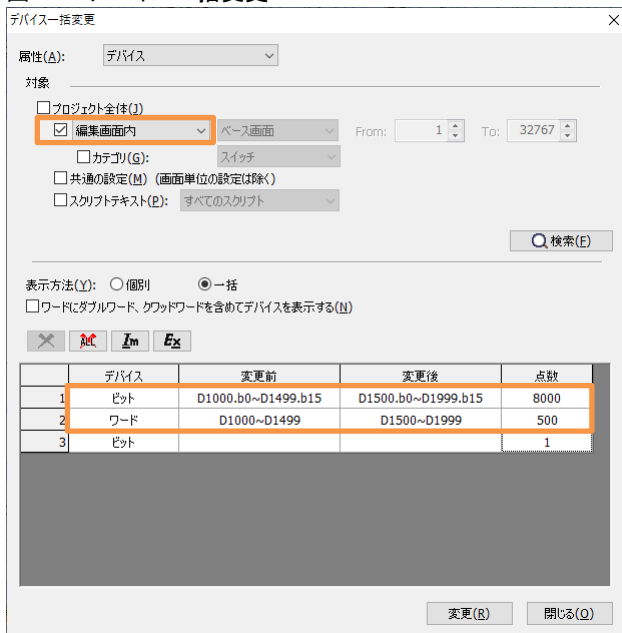 デバイス一括変更
属性(A): デバイス
対象
プロジェクト全体(J)
編集画面内 ベース画面 From: 1 To: 32767
カテゴリ(G): スイッチ
共通の設定(M) (画面単位の設定は除く)
スクリプトテキスト(P): すべてのスクリプト
検索(F)
表示方法(Y): 個別 一括
ワードにダブルワード、クワッドワードを含めてデバイスを表示する(N)
ALL Im Ex
デバイス 変更前 変更後 点数
1 ビット D1000.b0~D1499.b15 D1500.b0~D1999.b15 8000
2 ワード D1000~D1499 D1500~D1999 500
3 ビット 1
変更(R) 閉じる(O)